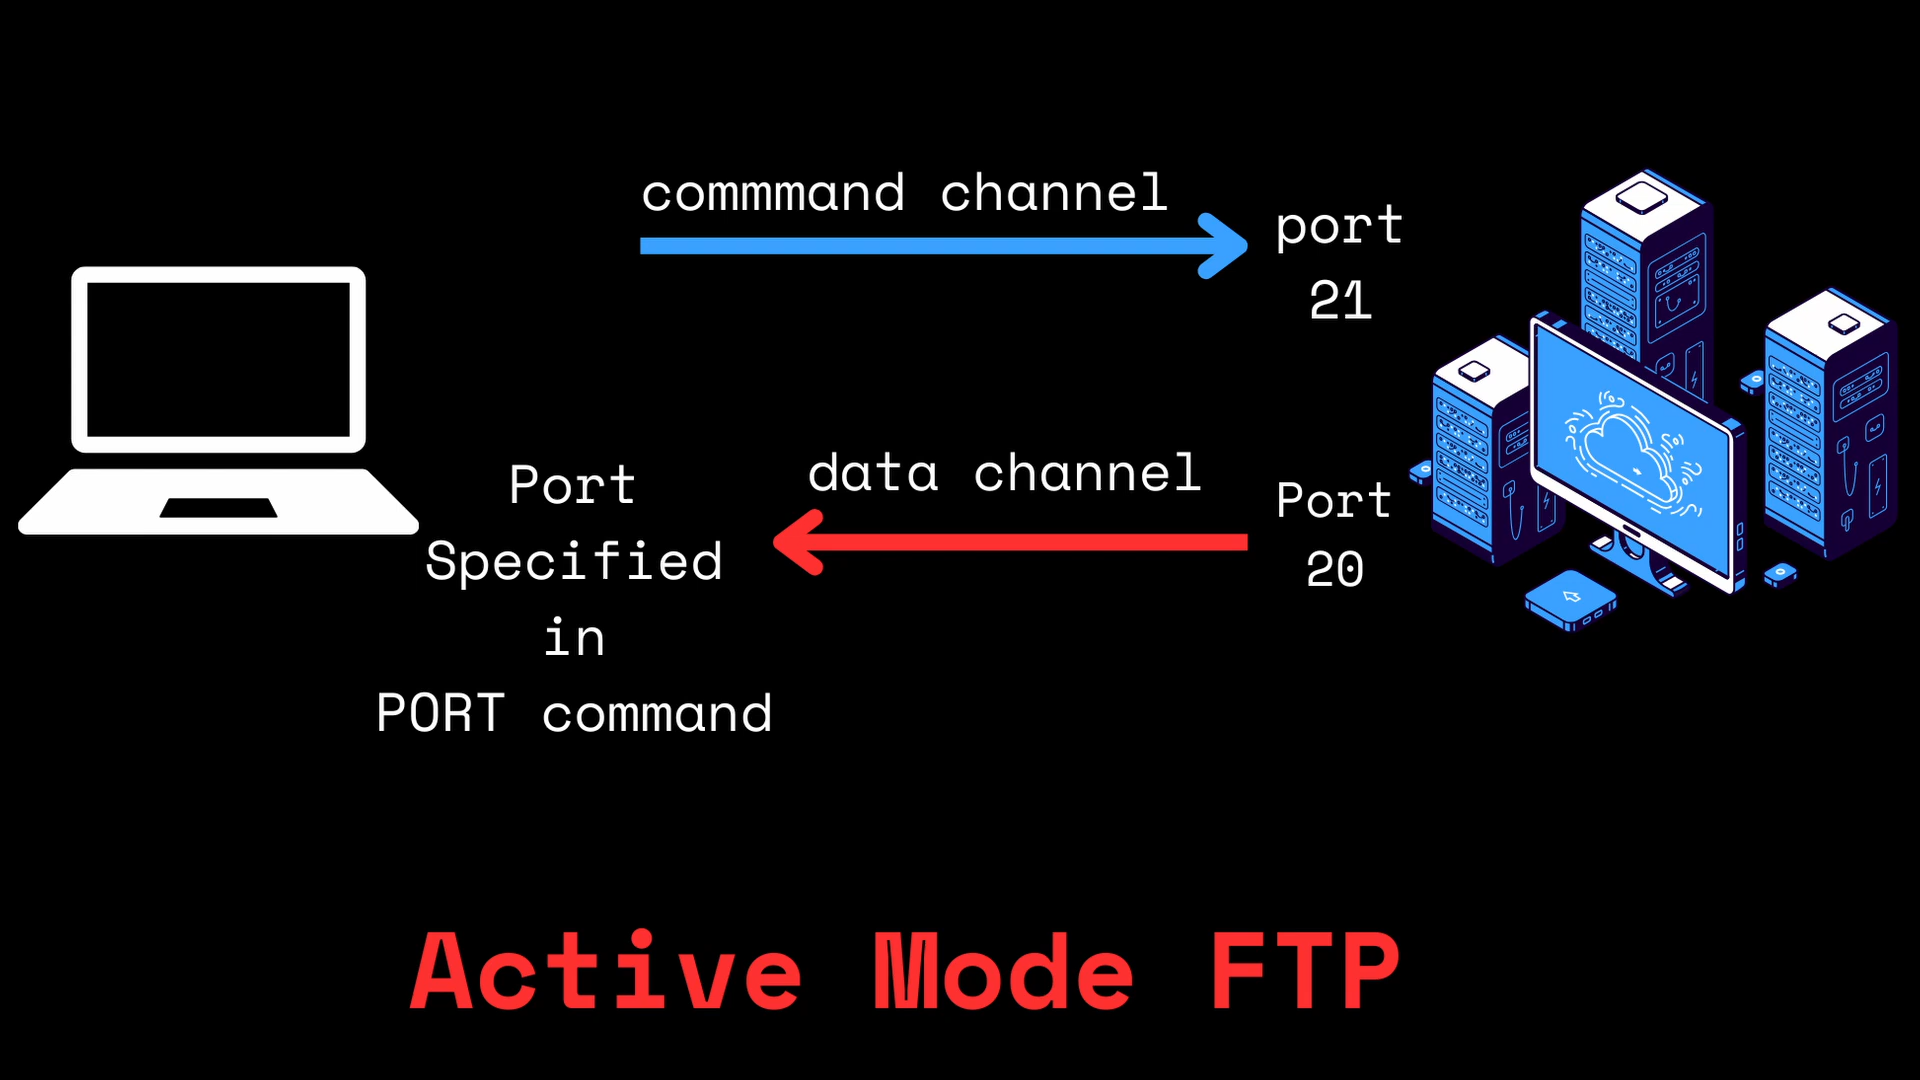 commmand channel
port
21
Port
Specified
in
PORT command
data channel
Port
20
Active Mode FTP